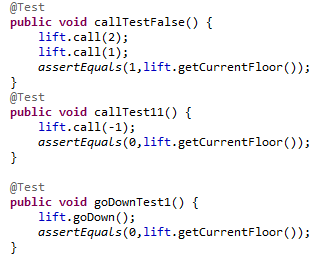 @Test
public void callTestFalse() {
    lift.call(2);
    lift.call(1);
    assertEquals(1,lift.getCurrentFloor());
}
@Test
public void callTest11() {
    lift.call(-1);
    assertEquals(0,lift.getCurrentFloor());
}
@Test
public void goDownTest1() {
    lift.goDown();
    assertEquals(0,lift.getCurrentFloor());
}